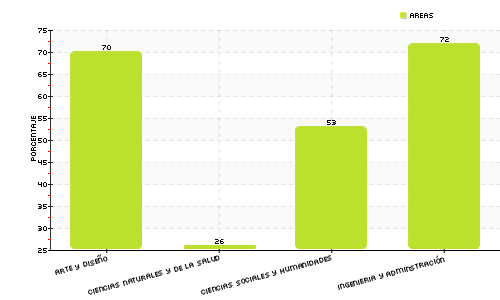 AREAS
75
70
65
60
55
50
45
40
35
30
25
PORCENTAJE
70
26
53
72
ARTE Y DISEÑO
CIENCIAS NATURALES Y DE LA SALUD
CIENCIAS SOCIALES Y HUMANIDADES
INGENIERIA Y ADMINSTRACIÓN